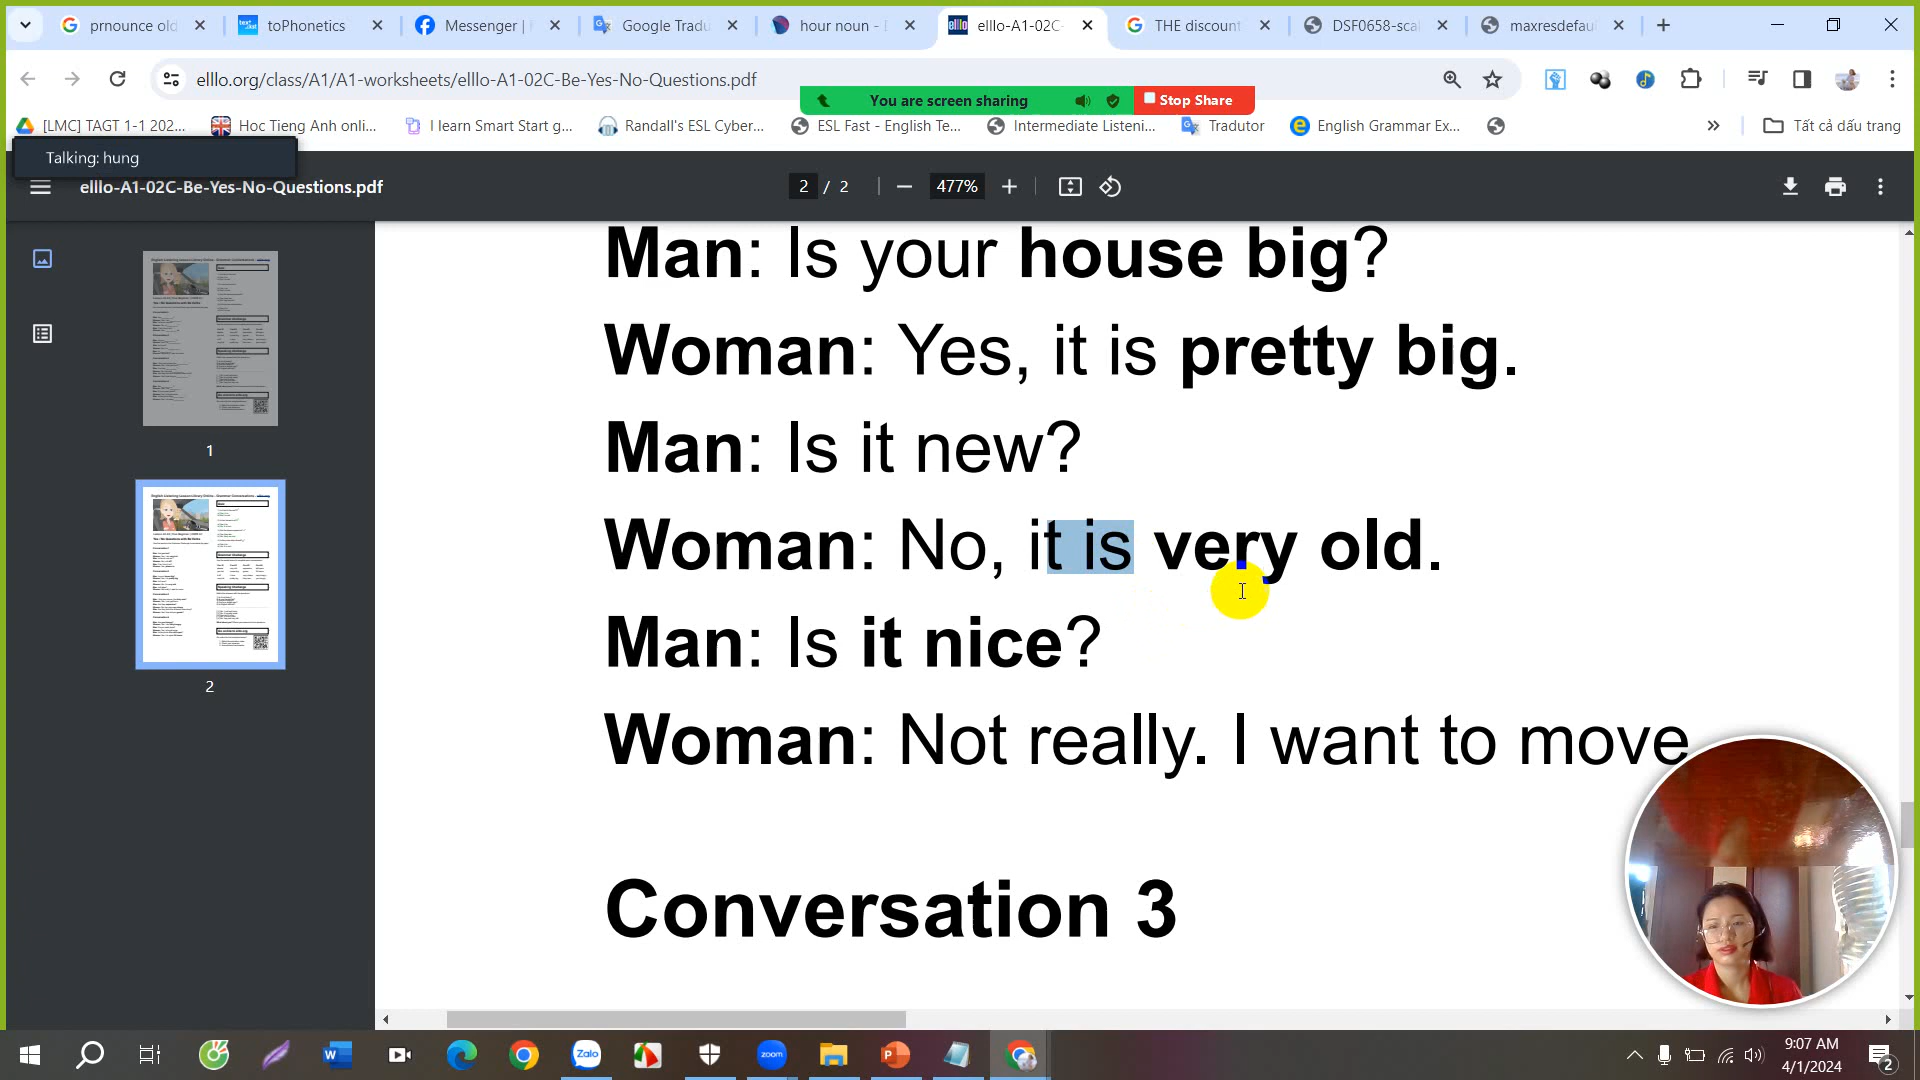 prnounce old
toPhonetics
Messenger |
Google Tradu
hour noun -
elllo-A1-02C-
THE discount
DSF0658-scal
maxresdefau
elllo.org/class/A1/A1-worksheets/elllo-A1-02C-Be-Yes-No-Questions.pdf
You are screen sharing
Stop Share
[LMC] TAGT 1-1 202...
Hoc Tieng Anh onli...
I learn Smart Start g...
Randall's ESL Cyber...
ESL Fast - English Te...
Intermediate Listeni...
Tradutor
English Grammar Ex...
Tất cả dấu trang
Talking: hung
elllo-A1-02C-Be-Yes-No-Questions.pdf
2 / 2
477%
Man: Is your house big?
Woman: Yes, it is pretty big.
Man: Is it new?
Woman: No, it is very old.
Man: Is it nice?
Woman: Not really. I want to move
Conversation 3
1
2
Zalo
zoom
9:07 AM
4/1/2024
2